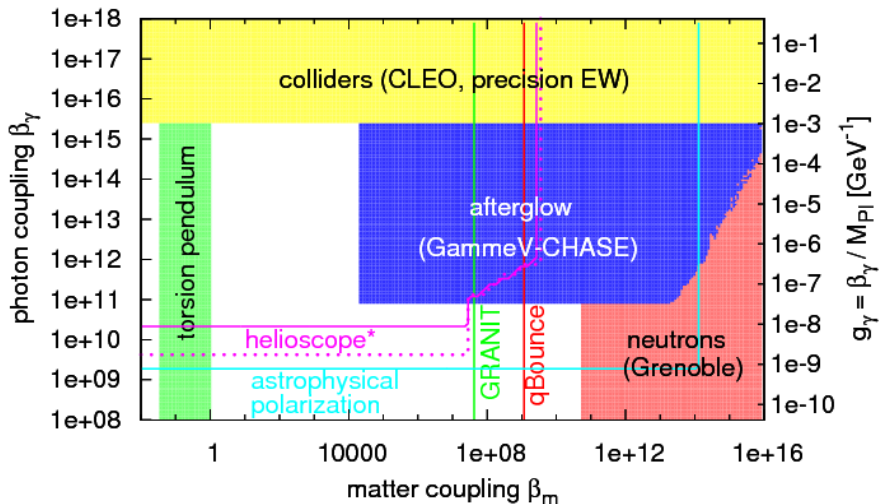 1e+18
1e+17
1e+16
1e+15
1e+14
1e+13
1e+12
1e+11
1e+10
1e+09
1e+08
photon coupling βγ
colliders (CLEO, precision EW)
torsion pendulum
afterglow
(GammeV-CHASE)
helioscope*
astrophysical
polarization
GRANIT
qBounce
neutrons
(Grenoble)
1e-1
1e-2
1e-3
1e-4
1e-5
1e-6
1e-7
1e-8
1e-9
1e-10
gγ = βγ / MPl [GeV-1]
1
10000
1e+09
1e+12
1e+16
matter coupling βm